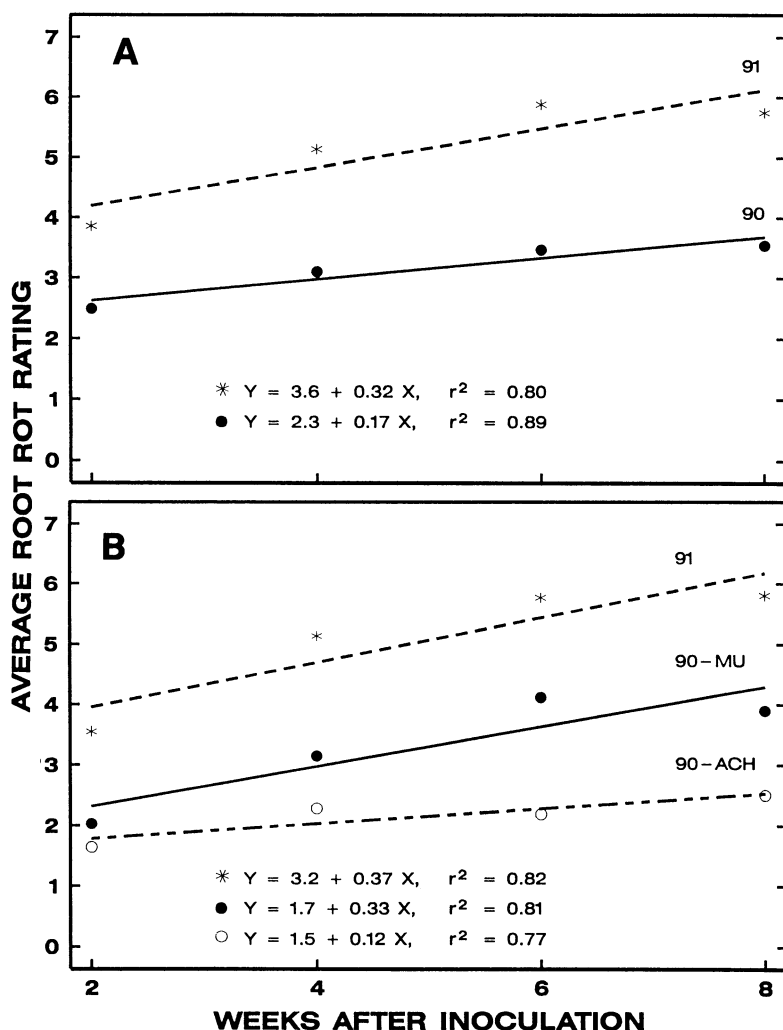 AVERAGE ROOT ROT RATING
A
7
6
5
4
3
2
1
0
91
90
* Y = 3.6 + 0.32 X, r² = 0.80
● Y = 2.3 + 0.17 X, r² = 0.89
B
7
6
5
4
3
2
1
0
91
90-MU
90-ACH
* Y = 3.2 + 0.37 X, r² = 0.82
● Y = 1.7 + 0.33 X, r² = 0.81
○ Y = 1.5 + 0.12 X, r² = 0.77
2 4 6 8
WEEKS AFTER INOCULATION